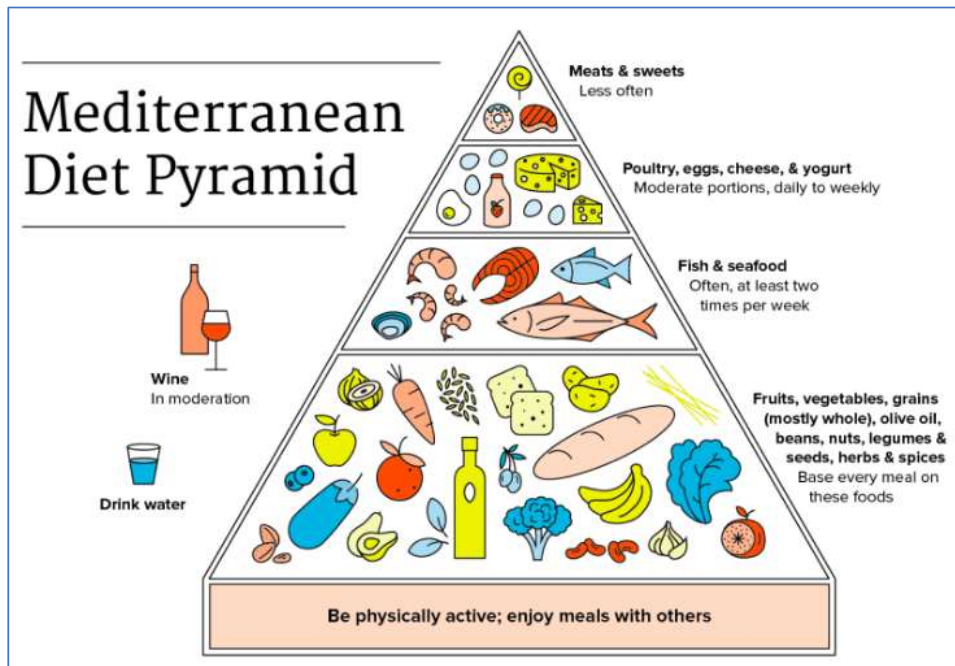 Mediterranean
Diet Pyramid
Meats & sweets
Less often
Poultry, eggs, cheese, & yogurt
Moderate portions, daily to weekly
Fish & seafood
Often, at least two
times per week
Wine
In moderation
Drink water
Fruits, vegetables, grains
(mostly whole), olive oil,
beans, nuts, legumes &
seeds, herbs & spices
Base every meal on
these foods
Be physically active; enjoy meals with others